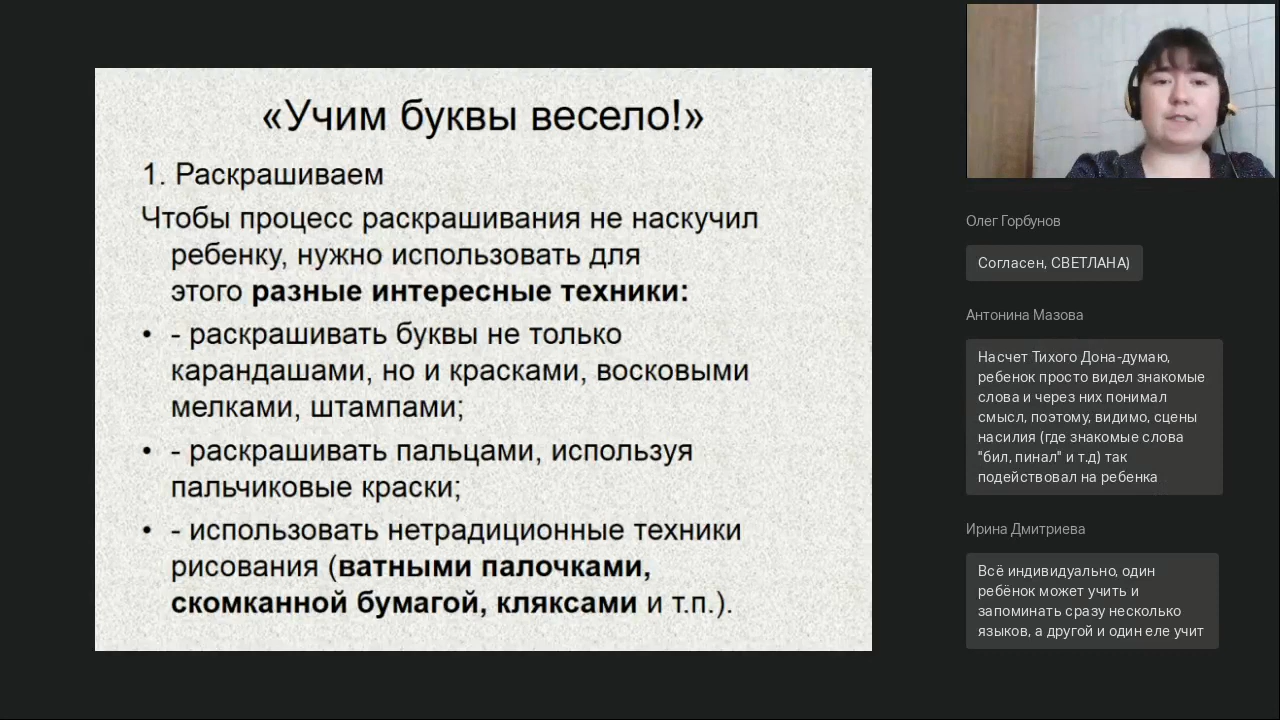 «Учим буквы весело!»
1. Раскрашиваем
Чтобы процесс раскрашивания не наскучил
ребенку, нужно использовать для
этого разные интересные техники:
• - раскрашивать буквы не только
карандашами, но и красками, восковыми
мелками, штампами;
• - раскрашивать пальцами, используя
пальчиковые краски;
• - использовать нетрадиционные техники
рисования (ватными палочками,
скомканной бумагой, кляксами и т.п.).
Олег Горбунов
Согласен, СВЕТЛАНА)
Антонина Мазова
Насчет Тихого Дона-думаю,
ребенок просто видел знакомые
слова и через них понимал
смысл, поэтому, видимо, сцены
насилия (где знакомые слова
"бил, пинал" и т.д) так
подействовал на ребенка
Ирина Дмитриева
Всё индивидуально, один
ребёнок может учить и
запоминать сразу несколько
языков, а другой и один еле учит